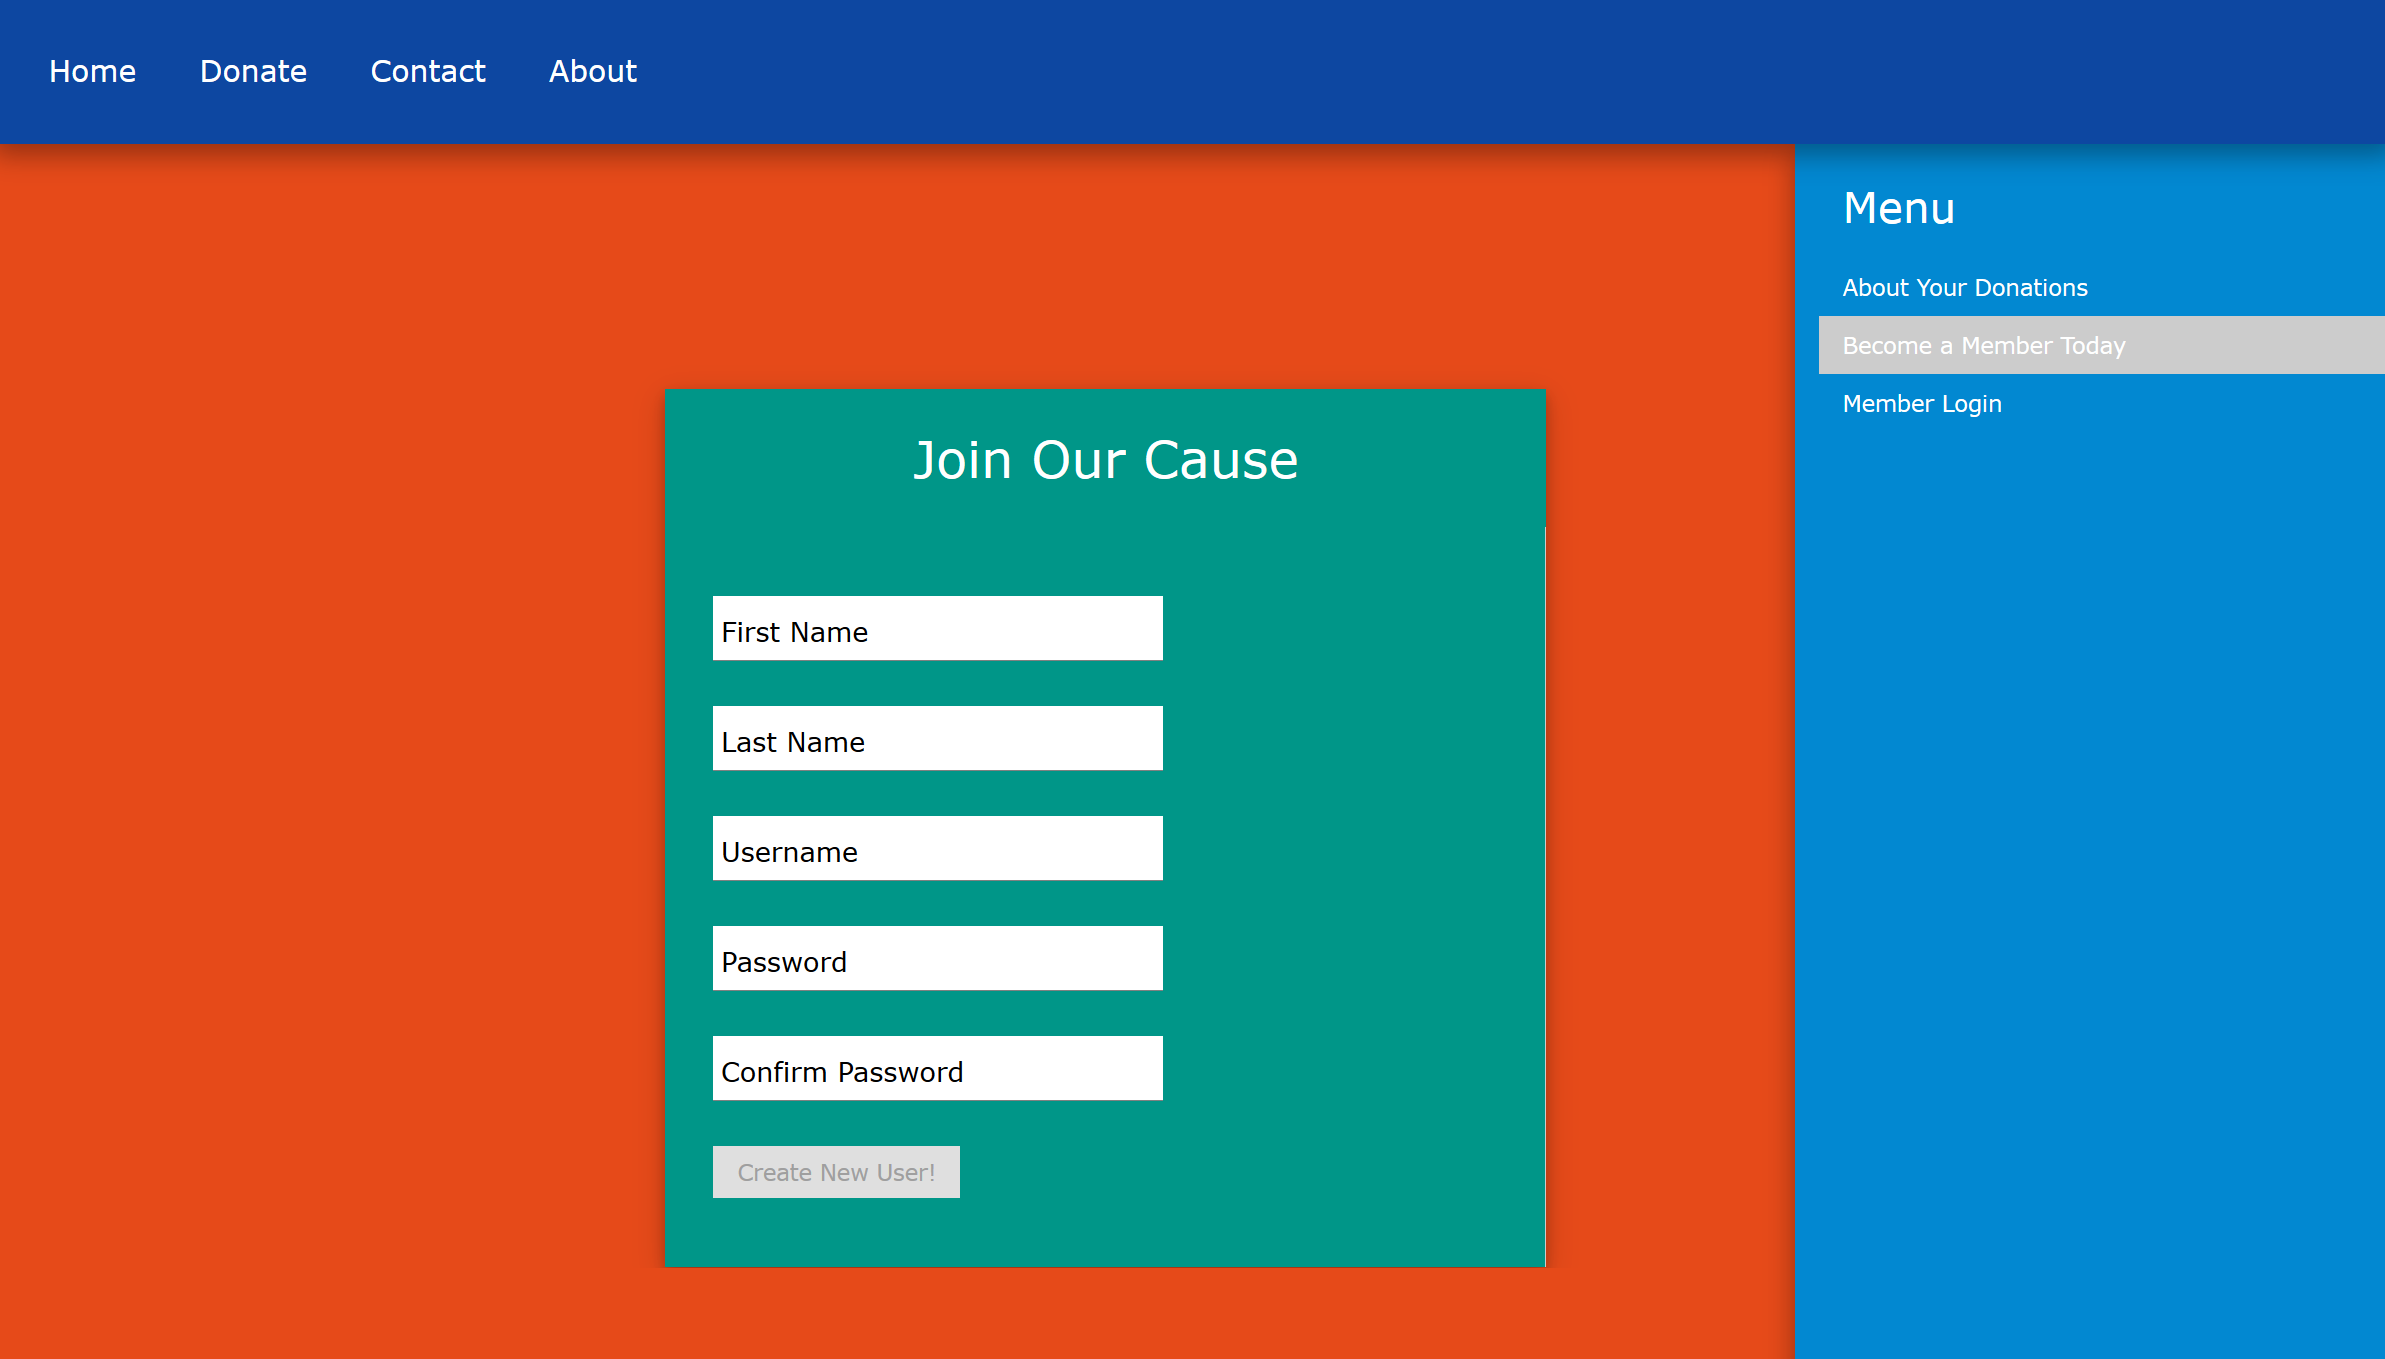 Home Donate Contact About
Menu
About Your Donations
Become a Member Today
Member Login
Join Our Cause
First Name
Last Name
Username
Password
Confirm Password
Create New User!